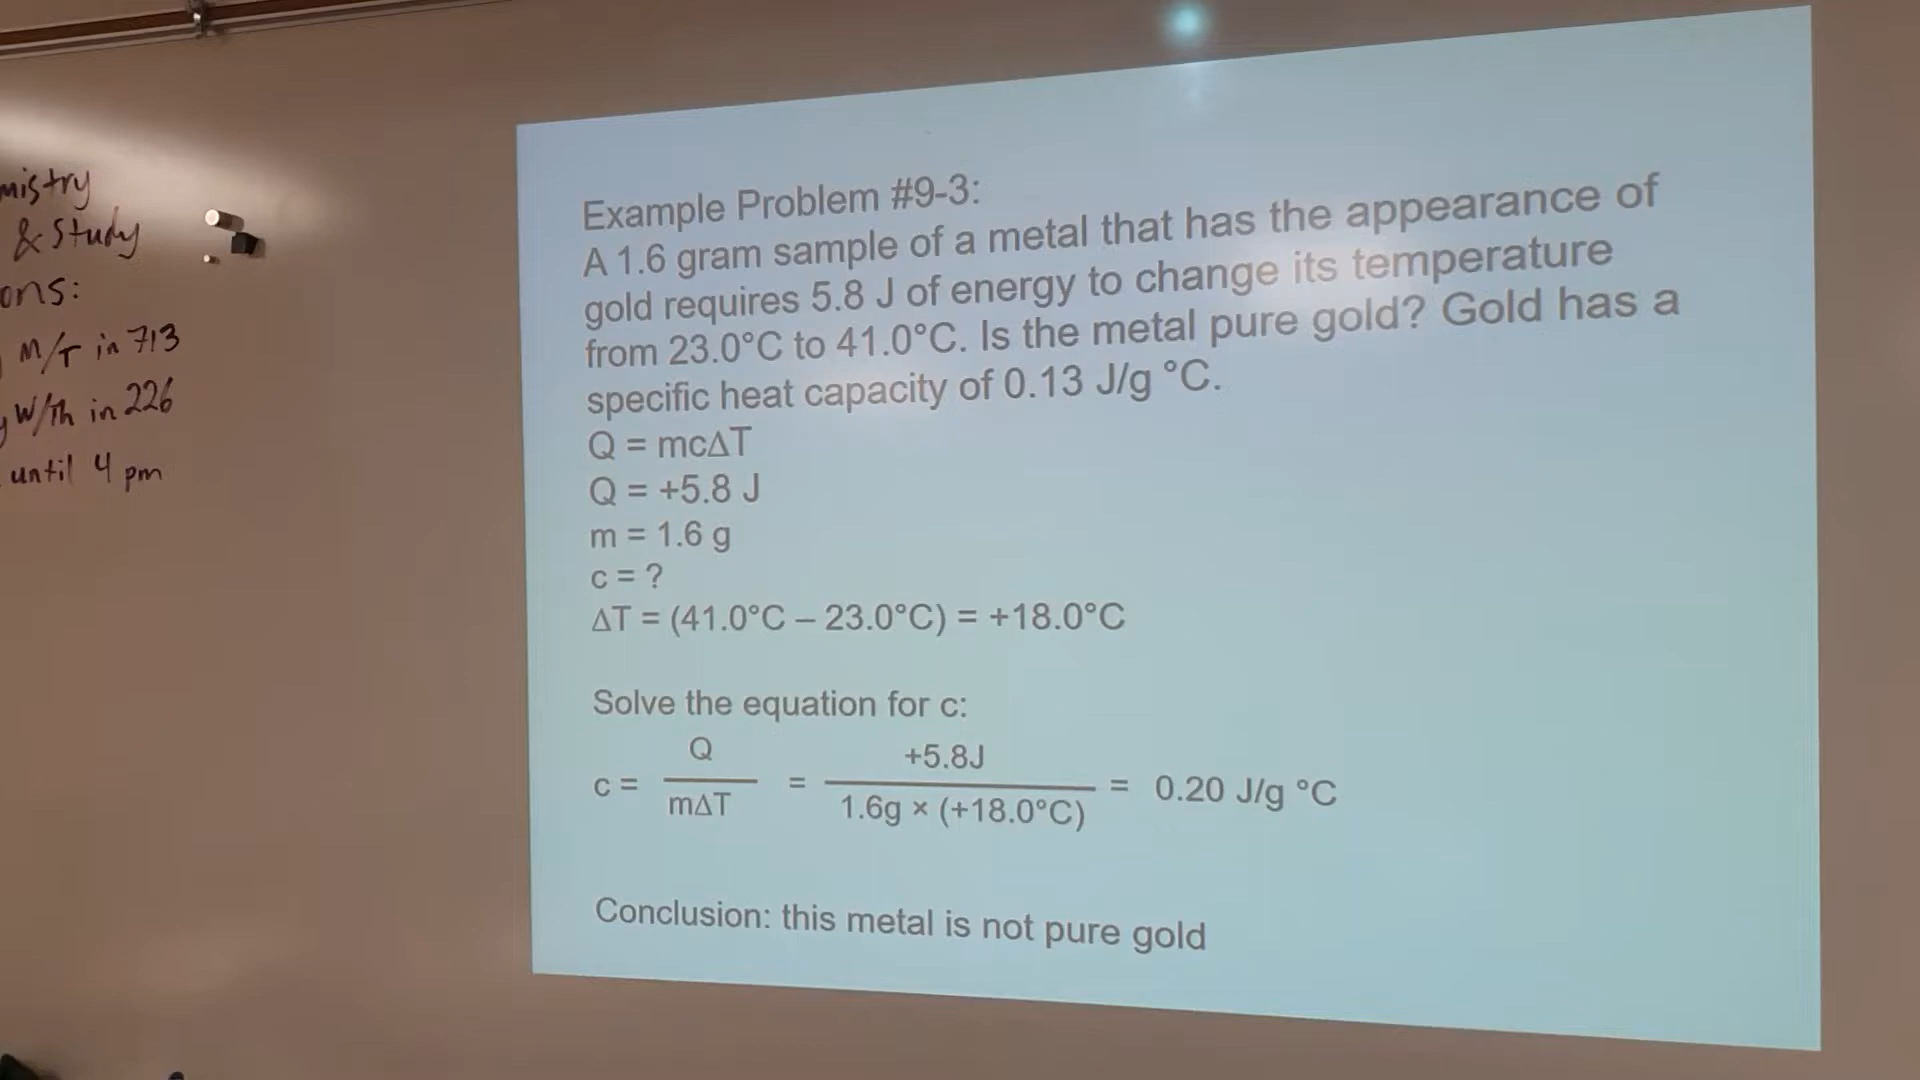 mistry
& Study
ons:
M/T in 713
y W/Th in 226
until 4 pm
Example Problem #9-3:
A 1.6 gram sample of a metal that has the appearance of
gold requires 5.8 J of energy to change its temperature
from 23.0°C to 41.0°C. Is the metal pure gold? Gold has a
specific heat capacity of 0.13 J/g °C.
Q = mc∆T
Q = +5.8 J
m = 1.6 g
c = ?
∆T = (41.0°C – 23.0°C) = +18.0°C
Solve the equation for c:
Q +5.8J
c = = = 0.20 J/g °C
m∆T 1.6g × (+18.0°C)
Conclusion: this metal is not pure gold